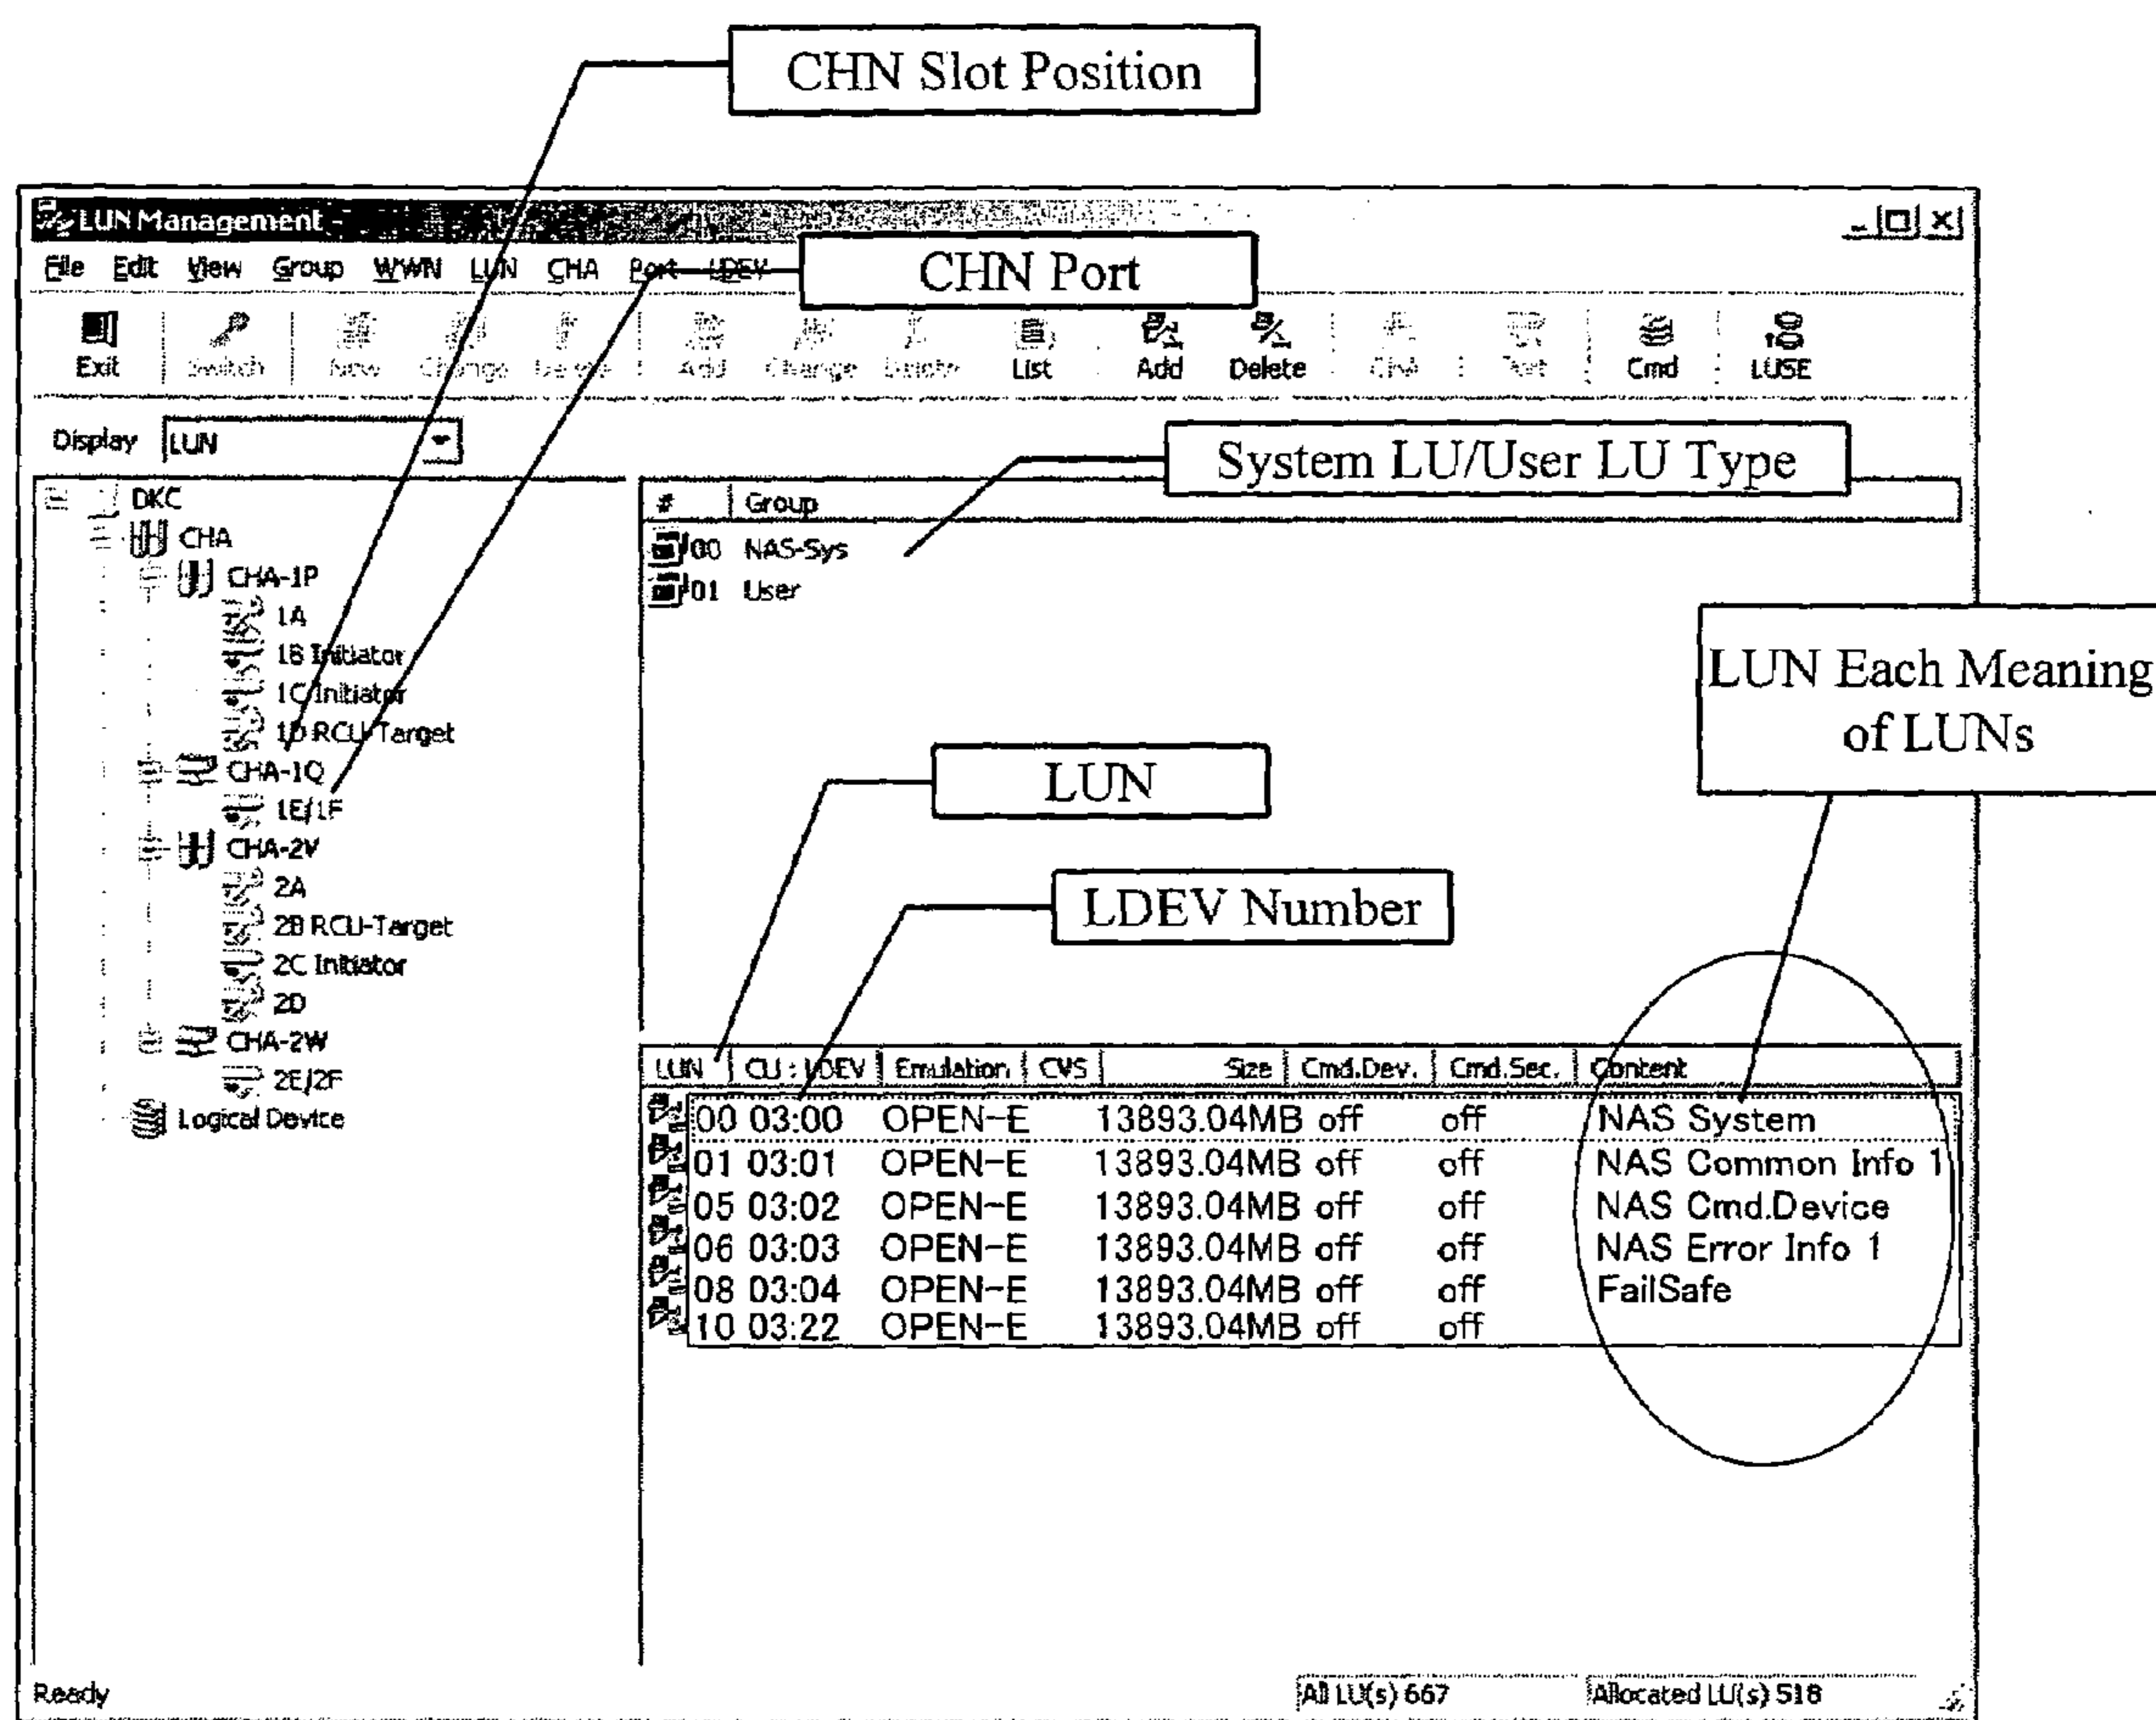 CHN Slot Position
LUN Management -
File Edit View Group WWN LUN CHA Port LDEV
CHN Port
Exit Switch New Change Delete Add Change Delete List Add Delete CHA Port Cmd LUSE
Display LUN
System LU/User LU Type
DKC
CHA
CHA-1P
1A
1B Initiator
1C Initiator
1D RCU-Target
CHA-1Q
1E/1F
CHA-2V
2A
2B RCU-Target
2C Initiator
2D
CHA-2W
2E/2F
Logical Device
# Group
00 NAS-Sys
01 User
LUN Each Meaning
of LUNs
LUN
LDEV Number
LUN CU : LDEV Emulation CVS Size Cmd.Dev. Cmd.Sec. Content
00 03:00 OPEN-E 13893.04MB off off NAS System
01 03:01 OPEN-E 13893.04MB off off NAS Common Info 1
05 03:02 OPEN-E 13893.04MB off off NAS Cmd.Device
06 03:03 OPEN-E 13893.04MB off off NAS Error Info 1
08 03:04 OPEN-E 13893.04MB off off FailSafe
10 03:22 OPEN-E 13893.04MB off off
Ready
All LU(s) 667
Allocated LU(s) 518